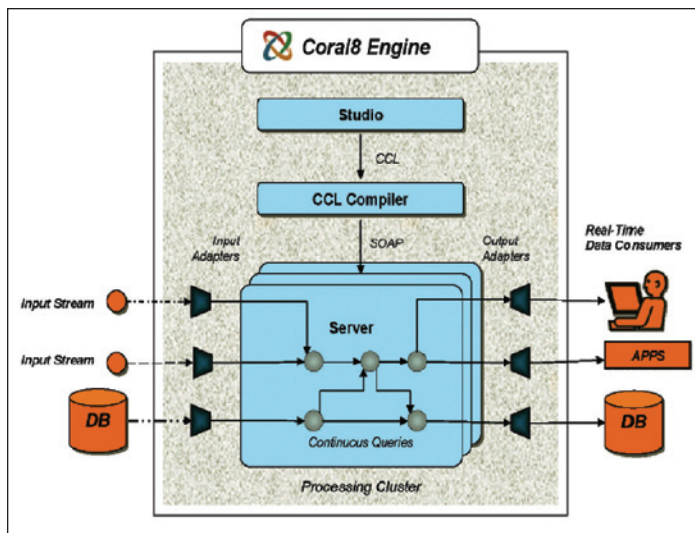 Coral8 Engine
Studio
CCL
CCL Compiler
Input
Adapters
SOAP
Output
Adapters
Real-Time
Data Consumers
Input Stream
Server
Input Stream
APPS
DB
Continucus Queries
DB
Processing Cluster